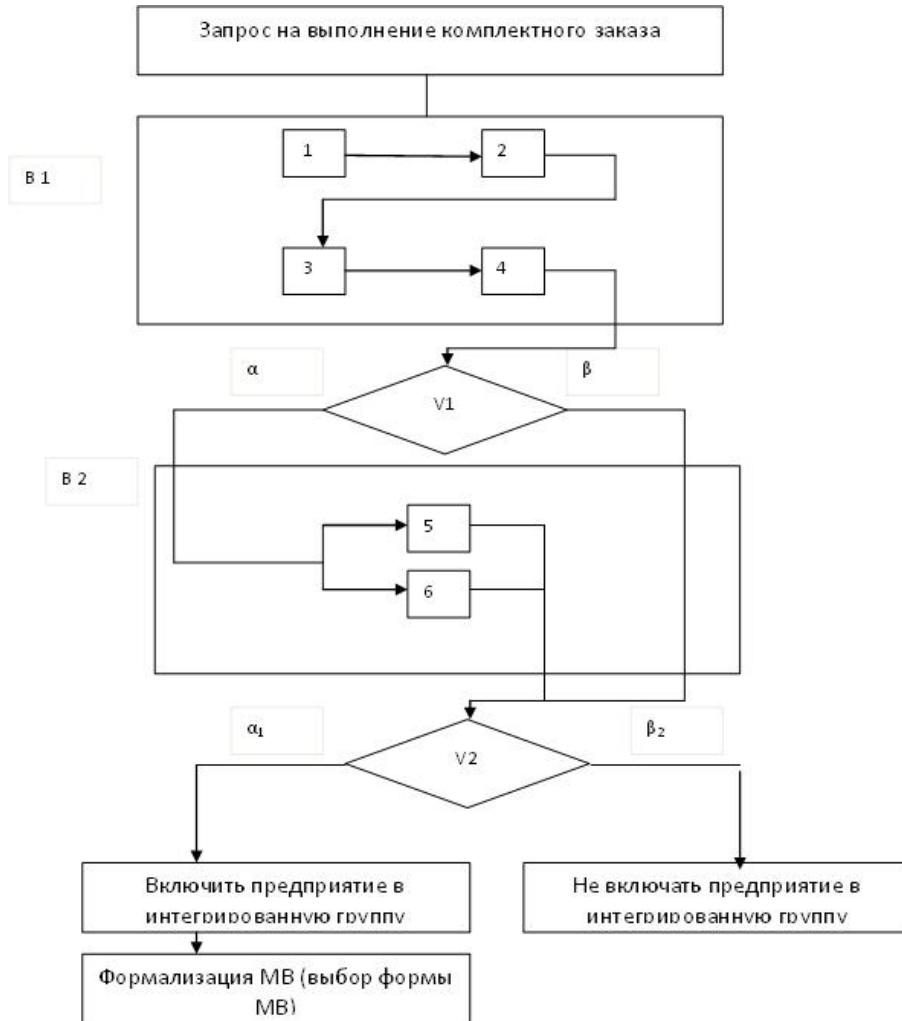 Запрос на выполнение комплектного заказа
1
2
В 1
3
4
α
β
V1
В 2
5
6
α₁
β₂
V2
Включить предприятие в
интегрированную группу
Не включать предприятие в
интегрированную группу
Формализация МВ (выбор формы
МВ)